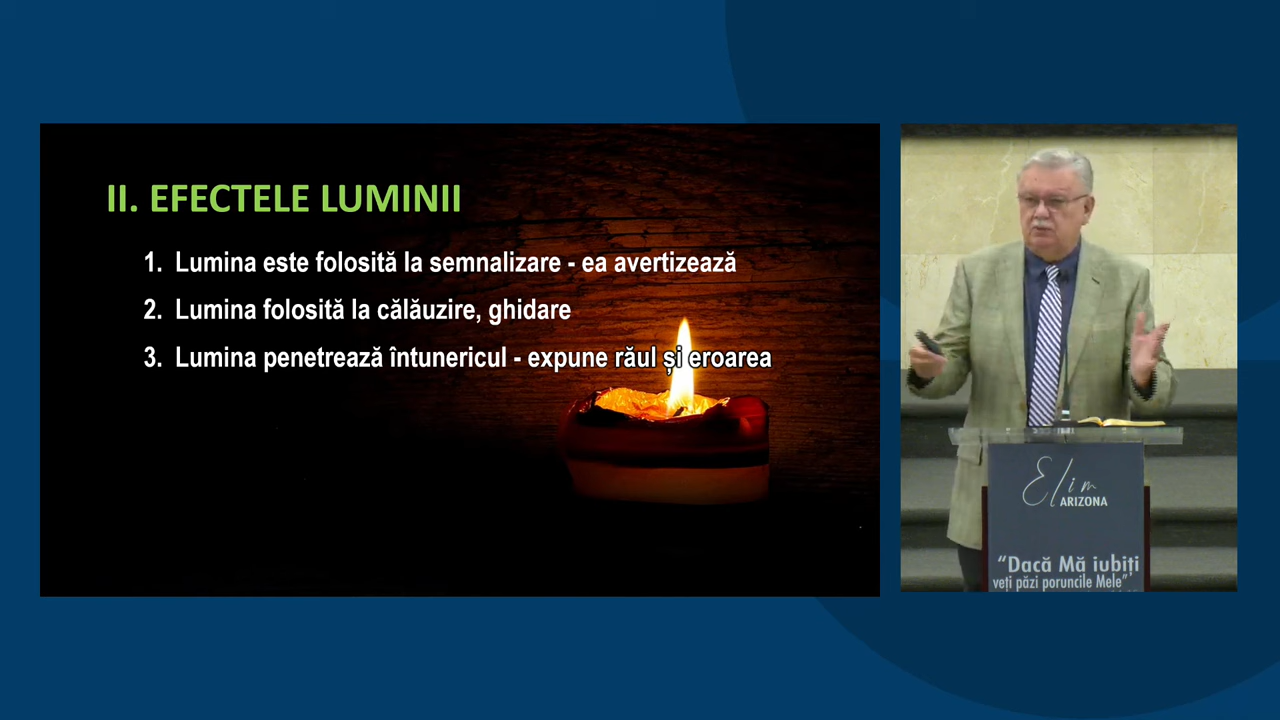 II. EFECTELE LUMINII
1. Lumina este folosită la semnalizare - ea avertizează
2. Lumina folosită la călăuzire, ghidare
3. Lumina penetrează întunericul - expune răul și eroarea
Elim
ARIZONA
“Dacă Mă iubiți
veți păzi poruncile Mele”